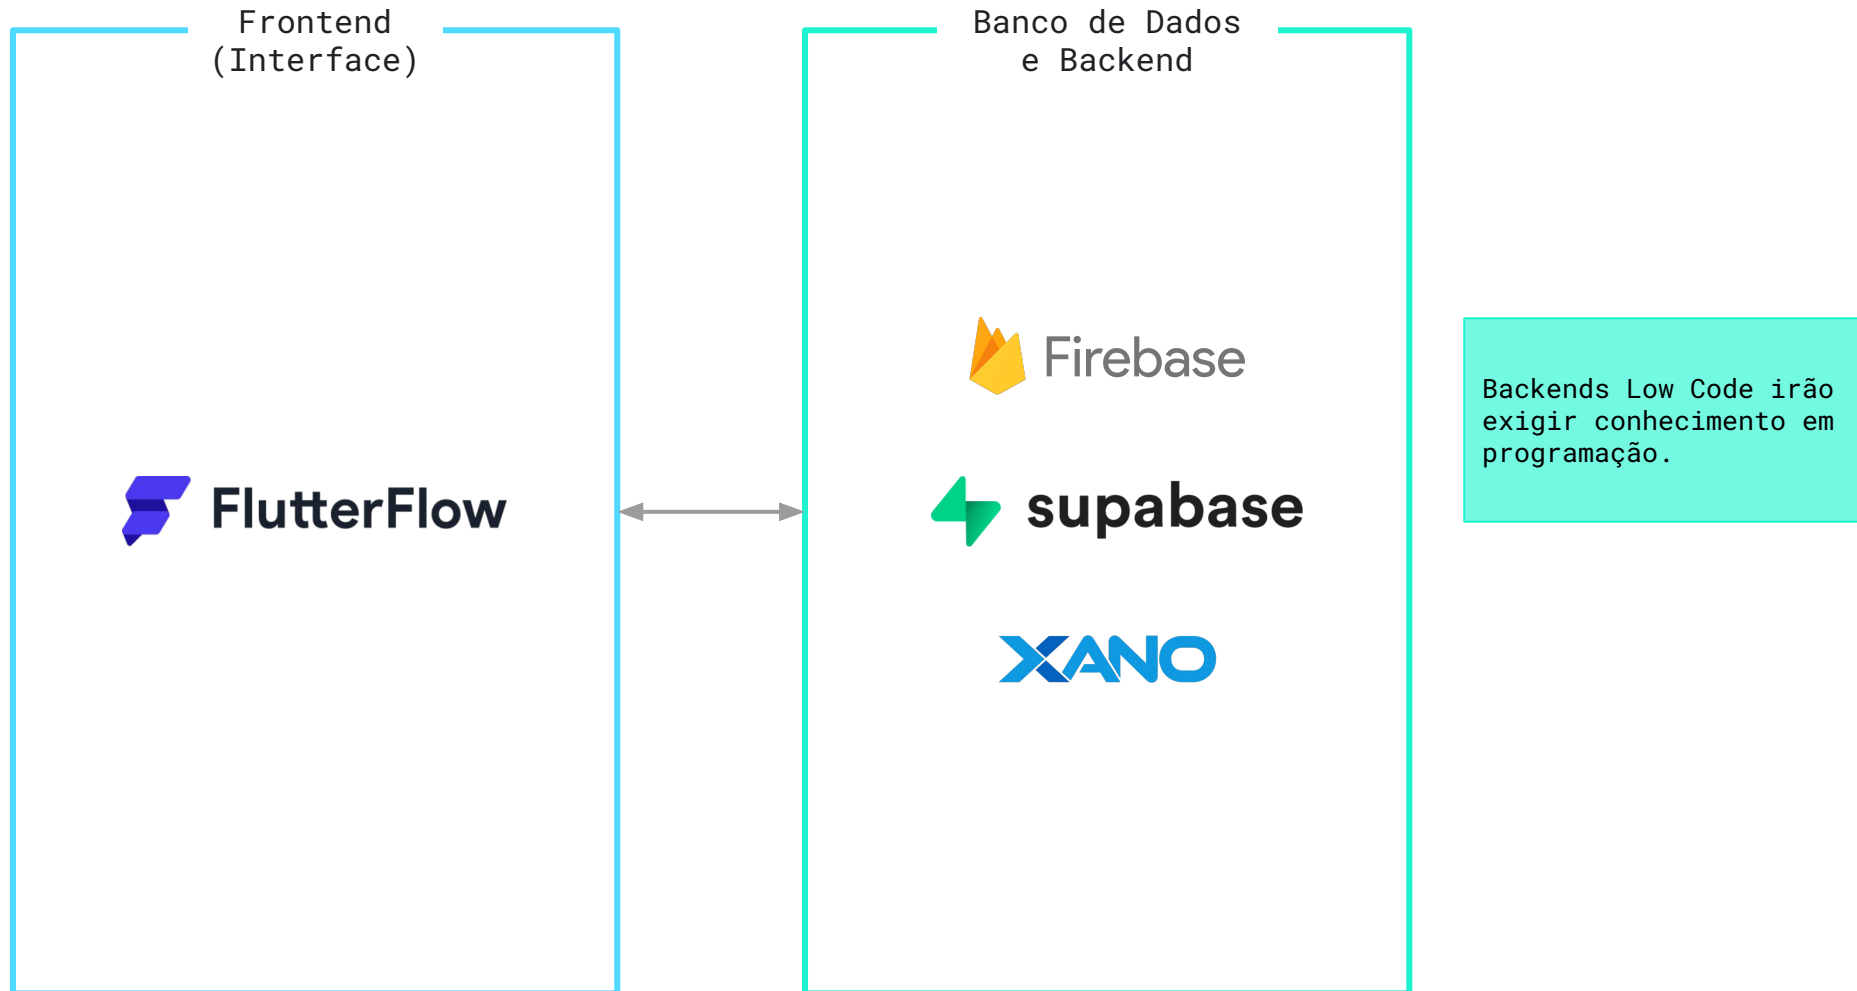 Frontend
(Interface)
Banco de Dados
e Backend
FlutterFlow
Firebase
supabase
XANO
Backends Low Code irão
exigir conhecimento em
programação.